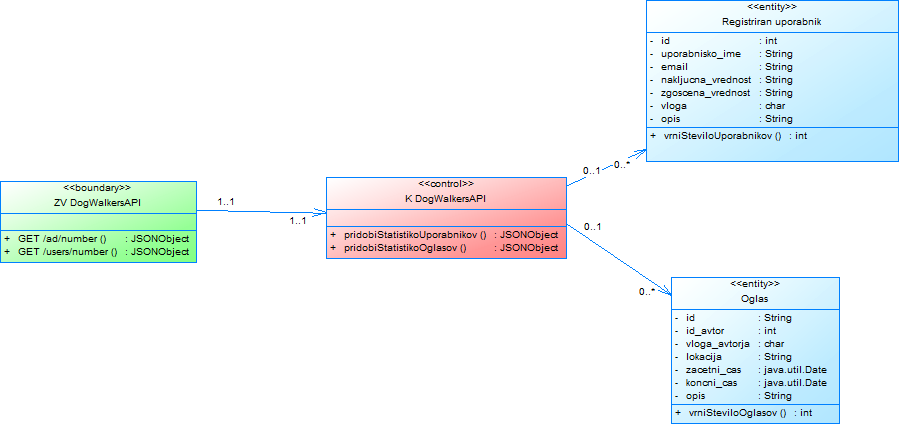 <<entity>>
Registriran uporabnik
- id : int
- uporabnisko_ime : String
- email : String
- nakljucna_vrednost : String
- zgoscena_vrednost : String
- vloga : char
- opis : String
+ vrniSteviloUporabnikov () : int
0..1
0..*
<<boundary>>
ZV DogWalkersAPI
+ GET /ad/number () : JSONObject
+ GET /users/number () : JSONObject
1..1
1..1
<<control>>
K DogWalkersAPI
+ pridobiStatistikoUporabnikov () : JSONObject
+ pridobiStatistikoOglasov () : JSONObject
0..1
0..*
<<entity>>
Oglas
- id : String
- id_avtor : int
- vloga_avtorja : char
- lokacija : String
- zacetni_cas : java.util.Date
- koncni_cas : java.util.Date
- opis : String
+ vrniSteviloOglasov () : int